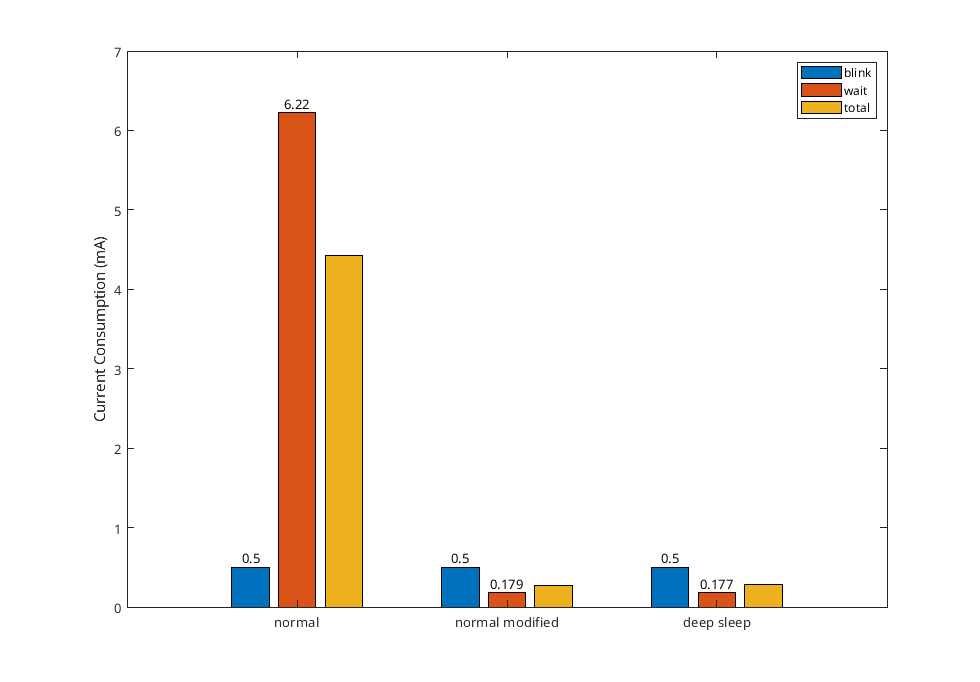 7
6
5
4
3
2
1
0
Current Consumption (mA)
blink
wait
total
6.22
0.5
0.5
0.179
0.5
0.177
normal
normal modified
deep sleep